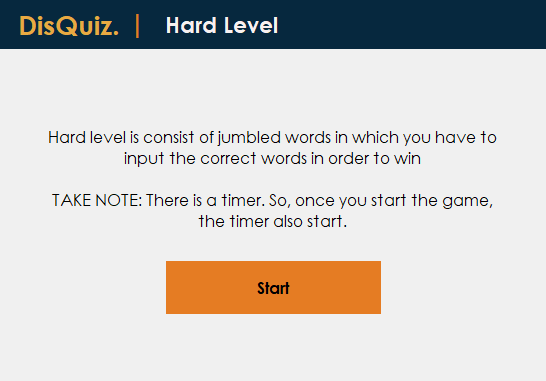 DisQuiz. | Hard Level
Hard level is consist of jumbled words in which you have to
input the correct words in order to win
TAKE NOTE: There is a timer. So, once you start the game,
the timer also start.
Start